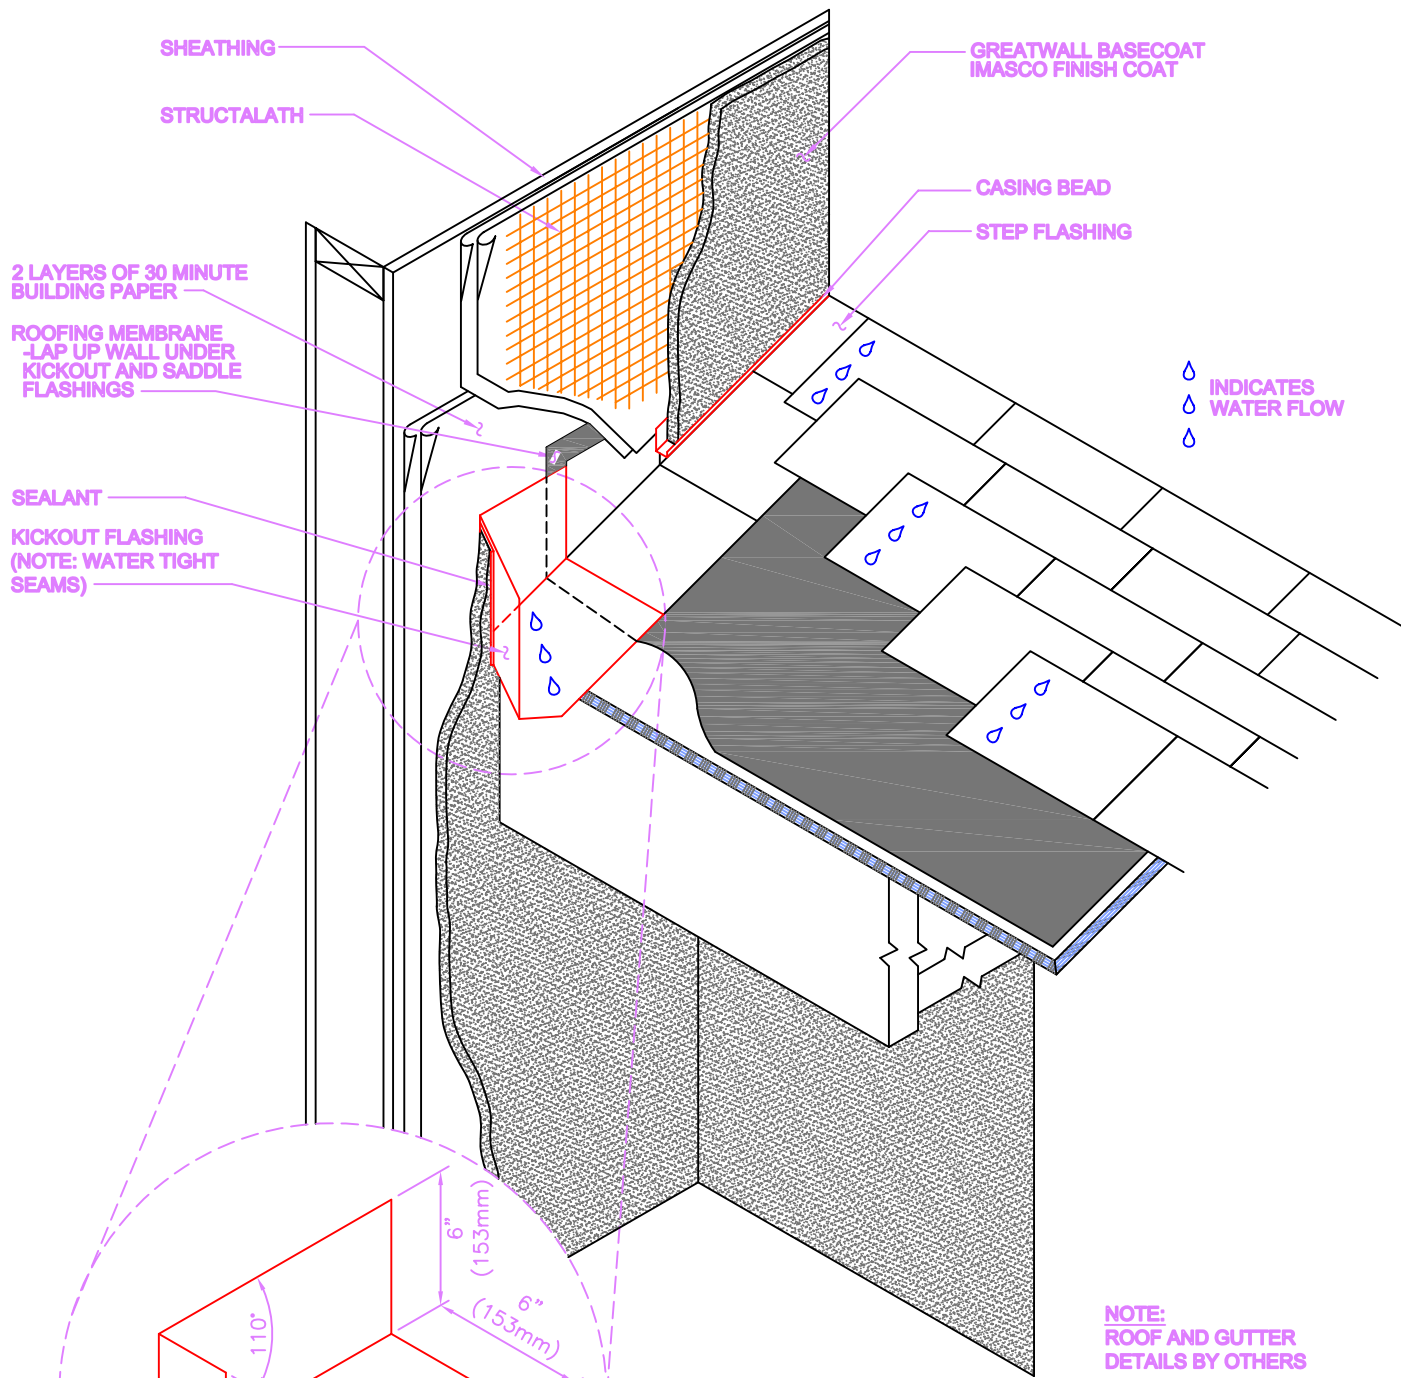 SHEATHING
STRUCTALATH
GREATWALL BASECOAT
IMASCO FINISH COAT
CASING BEAD
STEP FLASHING
2 LAYERS OF 30 MINUTE
BUILDING PAPER
ROOFING MEMBRANE
-LAP UP WALL UNDER
KICKOUT AND SADDLE
FLASHINGS
INDICATES
WATER FLOW
SEALANT
KICKOUT FLASHING
(NOTE: WATER TIGHT
SEAMS)
6"
(153mm)
6"
(153mm)
110°
NOTE:
ROOF AND GUTTER
DETAILS BY OTHERS